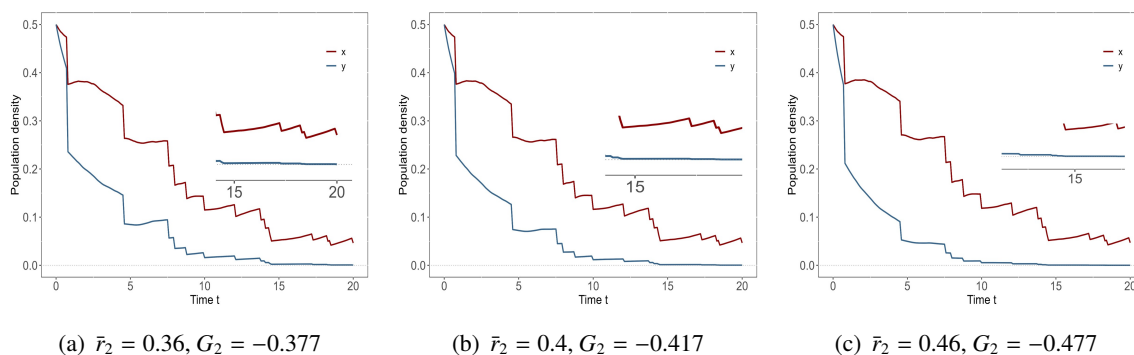 0.5
0.4
0.3
0.2
0.1
0.0
Population density
x
y
15
20
0
5
10
15
20
Time t
(a) r̄₂ = 0.36, G₂ = −0.377
0.5
0.4
0.3
0.2
0.1
0.0
Population density
x
y
15
0
5
10
15
20
Time t
(b) r̄₂ = 0.4, G₂ = −0.417
0.5
0.4
0.3
0.2
0.1
0.0
Population density
x
y
15
0
5
10
15
20
Time t
(c) r̄₂ = 0.46, G₂ = −0.477